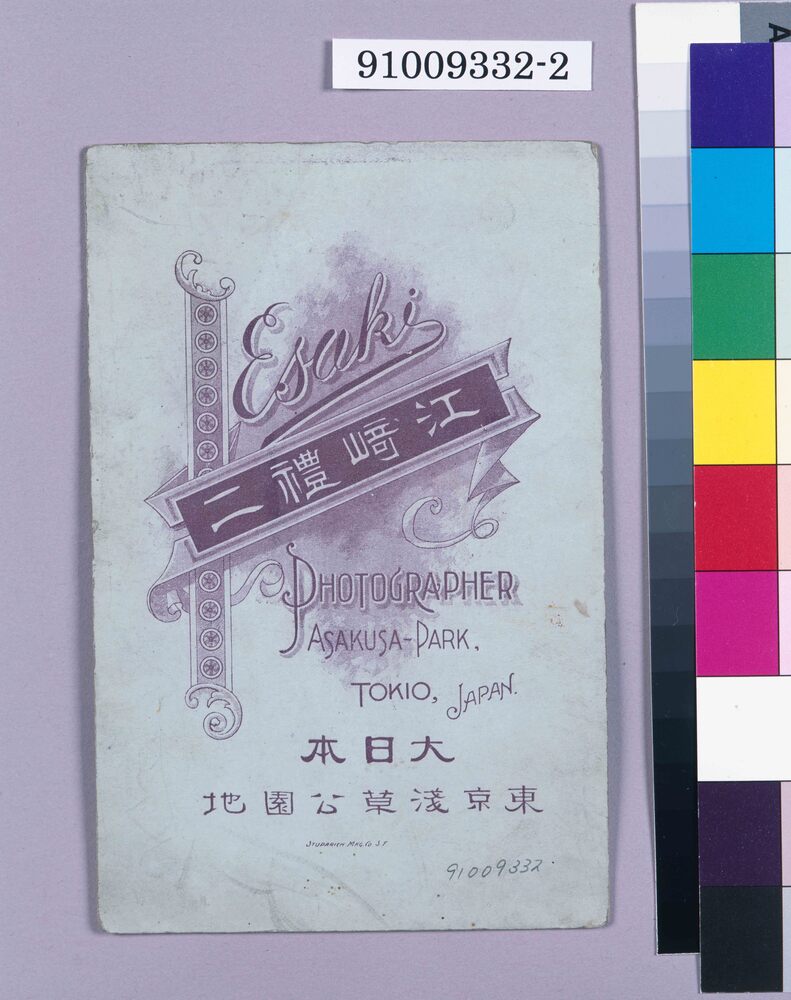 91009332-2
Esaki
江﨑禮二
PHOTOGRAPHER
ASAKUSA-PARK,
TOKIO, JAPAN.
大日本
東京淺草公園地
91009332